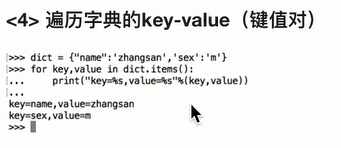 <4> 遍历字典的key-value（键值对）
>>> dict = {"name":'zhangsan','sex':'m'}
>>> for key,value in dict.items():
...     print("key=%s,value=%s"%(key,value))
...
key=name,value=zhangsan
key=sex,value=m
>>>